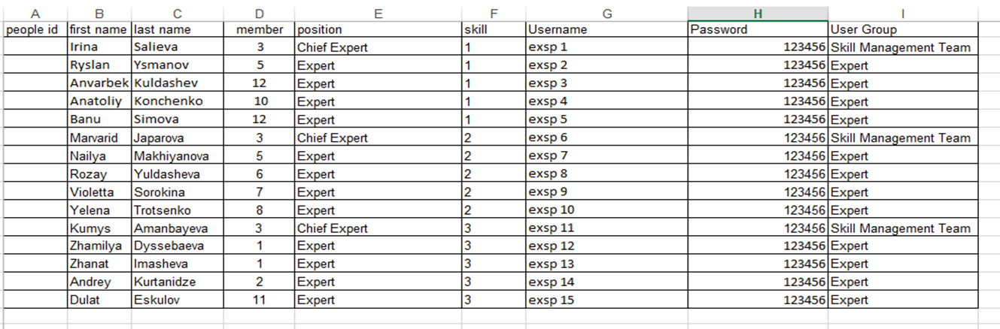 A B C D E F G H I
people id first name last name member position skill Username Password User Group
Irina Salieva 3 Chief Expert 1 exsp 1 123456 Skill Management Team
Ryslan Ysmanov 5 Expert 1 exsp 2 123456 Expert
Anvarbek Kuldashev 12 Expert 1 exsp 3 123456 Expert
Anatoliy Konchenko 10 Expert 1 exsp 4 123456 Expert
Banu Simova 12 Expert 1 exsp 5 123456 Expert
Marvarid Japarova 3 Chief Expert 2 exsp 6 123456 Skill Management Team
Nailya Makhiyanova 5 Expert 2 exsp 7 123456 Expert
Rozay Yuldasheva 6 Expert 2 exsp 8 123456 Expert
Violetta Sorokina 7 Expert 2 exsp 9 123456 Expert
Yelena Trotsenko 8 Expert 2 exsp 10 123456 Expert
Kumys Amanbayeva 3 Chief Expert 3 exsp 11 123456 Skill Management Team
Zhamilya Dyssebaeva 1 Expert 3 exsp 12 123456 Expert
Zhanat Imasheva 1 Expert 3 exsp 13 123456 Expert
Andrey Kurtanidze 2 Expert 3 exsp 14 123456 Expert
Dulat Eskulov 11 Expert 3 exsp 15 123456 Expert